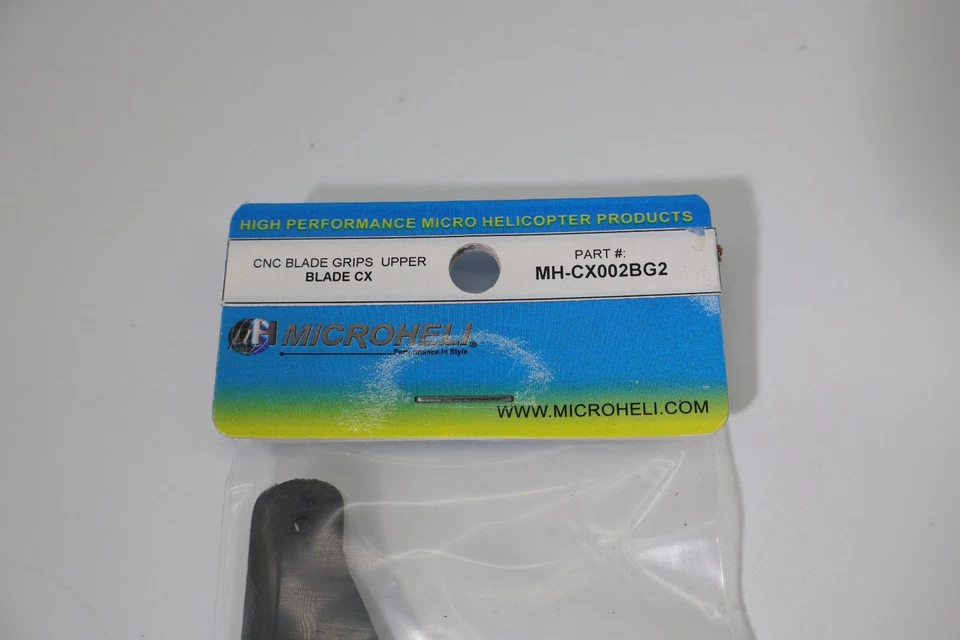 HIGH PERFORMANCE MICRO HELICOPTER PRODUCTS
CNC BLADE GRIPS UPPER
BLADE CX
PART #:
MH-CX002BG2
MH MICROHELI®
Performance in Style
WWW.MICROHELI.COM